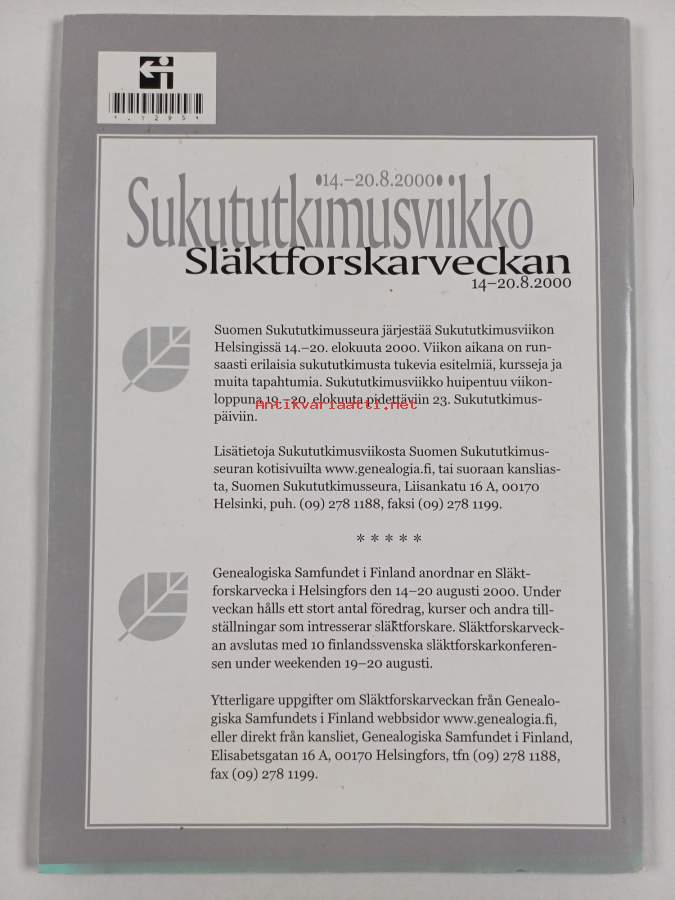 *.1295*
14.–20.8.2000
Sukututkimusviikko
Släktforskarveckan
14–20.8.2000
Suomen Sukututkimusseura järjestää Sukututkimusviikon
Helsingissä 14.–20. elokuuta 2000. Viikon aikana on run-
saasti erilaisia sukututkimusta tukevia esitelmiä, kursseja ja
muita tapahtumia. Sukututkimusviikko huipentuu viikon-
loppuna 19.–20. elokuuta pidettäviin 23. Sukututkimus-
Antikvariaatti.net
päiviin.
Lisätietoja Sukututkimusviikosta Suomen Sukututkimus-
seuran kotisivuilta www.genealogia.fi, tai suoraan kanslias-
ta, Suomen Sukututkimusseura, Liisankatu 16 A, 00170
Helsinki, puh. (09) 278 1188, faksi (09) 278 1199.
* * * * *
Genealogiska Samfundet i Finland anordnar en Släkt-
forskarvecka i Helsingfors den 14–20 augusti 2000. Under
veckan hålls ett stort antal föredrag, kurser och andra till-
ställningar som intresserar släktforskare. Släktforskarveck-
an avslutas med 10 finlandssvenska släktforskarkonferen-
sen under weekenden 19–20 augusti.
Ytterligare uppgifter om Släktforskarveckan från Genealo-
giska Samfundets i Finland webbsidor www.genealogia.fi,
eller direkt från kansliet, Genealogiska Samfundet i Finland,
Elisabetsgatan 16 A, 00170 Helsingfors, tfn (09) 278 1188,
fax (09) 278 1199.